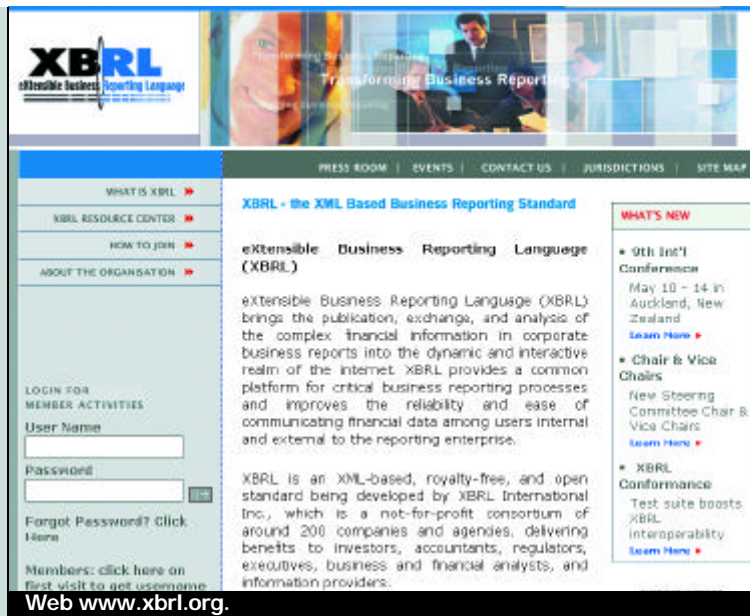 XBRL
eXtensible Business Reporting Language
Transforming Business Reporting
Transforming Business Reporting
PRESS ROOM | EVENTS | CONTACT US | JURISDICTIONS | SITE MAP
WHAT IS XBRL
XBRL RESOURCE CENTER
HOW TO JOIN
ABOUT THE ORGANISATION
LOGIN FOR
MEMBER ACTIVITIES
User Name
Password
Forgot Password? Click
Here
Members: click here on
first visit to get username
XBRL - the XML Based Business Reporting Standard
eXtensible Business Reporting Language
(XBRL)
eXtensible Business Reporting Language (XBRL)
brings the publication, exchange, and analysis of
the complex financial information in corporate
business reports into the dynamic and interactive
realm of the internet. XBRL provides a common
platform for critical business reporting processes
and improves the reliability and ease of
communicating financial data among users internal
and external to the reporting enterprise.
XBRL is an XML-based, royalty-free, and open
standard being developed by XBRL International
Inc., which is a not-for-profit consortium of
around 200 companies and agencies, delivering
benefits to investors, accountants, regulators,
executives, business and financial analysts, and
information providers.
WHAT'S NEW
• 9th Int'l
Conference
May 10 - 14 in
Auckland, New
Zealand
Learn More
• Chair & Vice
Chairs
New Steering
Committee Chair &
Vice Chairs
Learn More
• XBRL
Conformance
Test suite boosts
XBRL
interoperability
Learn More
Web www.xbrl.org.